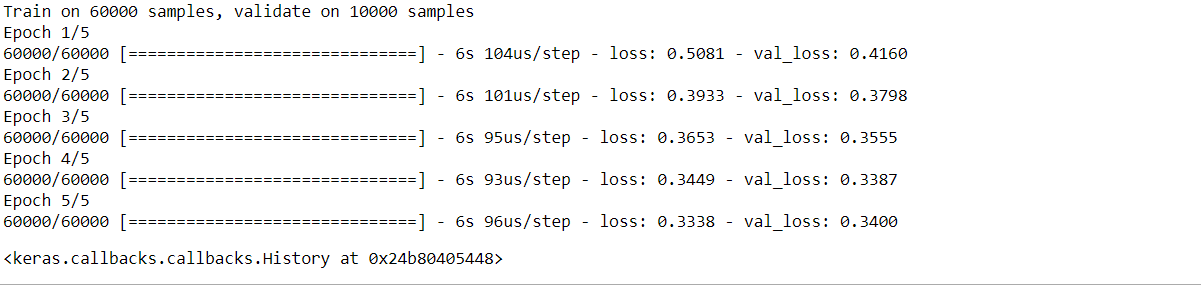 Train on 60000 samples, validate on 10000 samples
Epoch 1/5
60000/60000 [==============================] - 6s 104us/step - loss: 0.5081 - val_loss: 0.4160
Epoch 2/5
60000/60000 [==============================] - 6s 101us/step - loss: 0.3933 - val_loss: 0.3798
Epoch 3/5
60000/60000 [==============================] - 6s 95us/step - loss: 0.3653 - val_loss: 0.3555
Epoch 4/5
60000/60000 [==============================] - 6s 93us/step - loss: 0.3449 - val_loss: 0.3387
Epoch 5/5
60000/60000 [==============================] - 6s 96us/step - loss: 0.3338 - val_loss: 0.3400
<keras.callbacks.callbacks.History at 0x24b80405448>